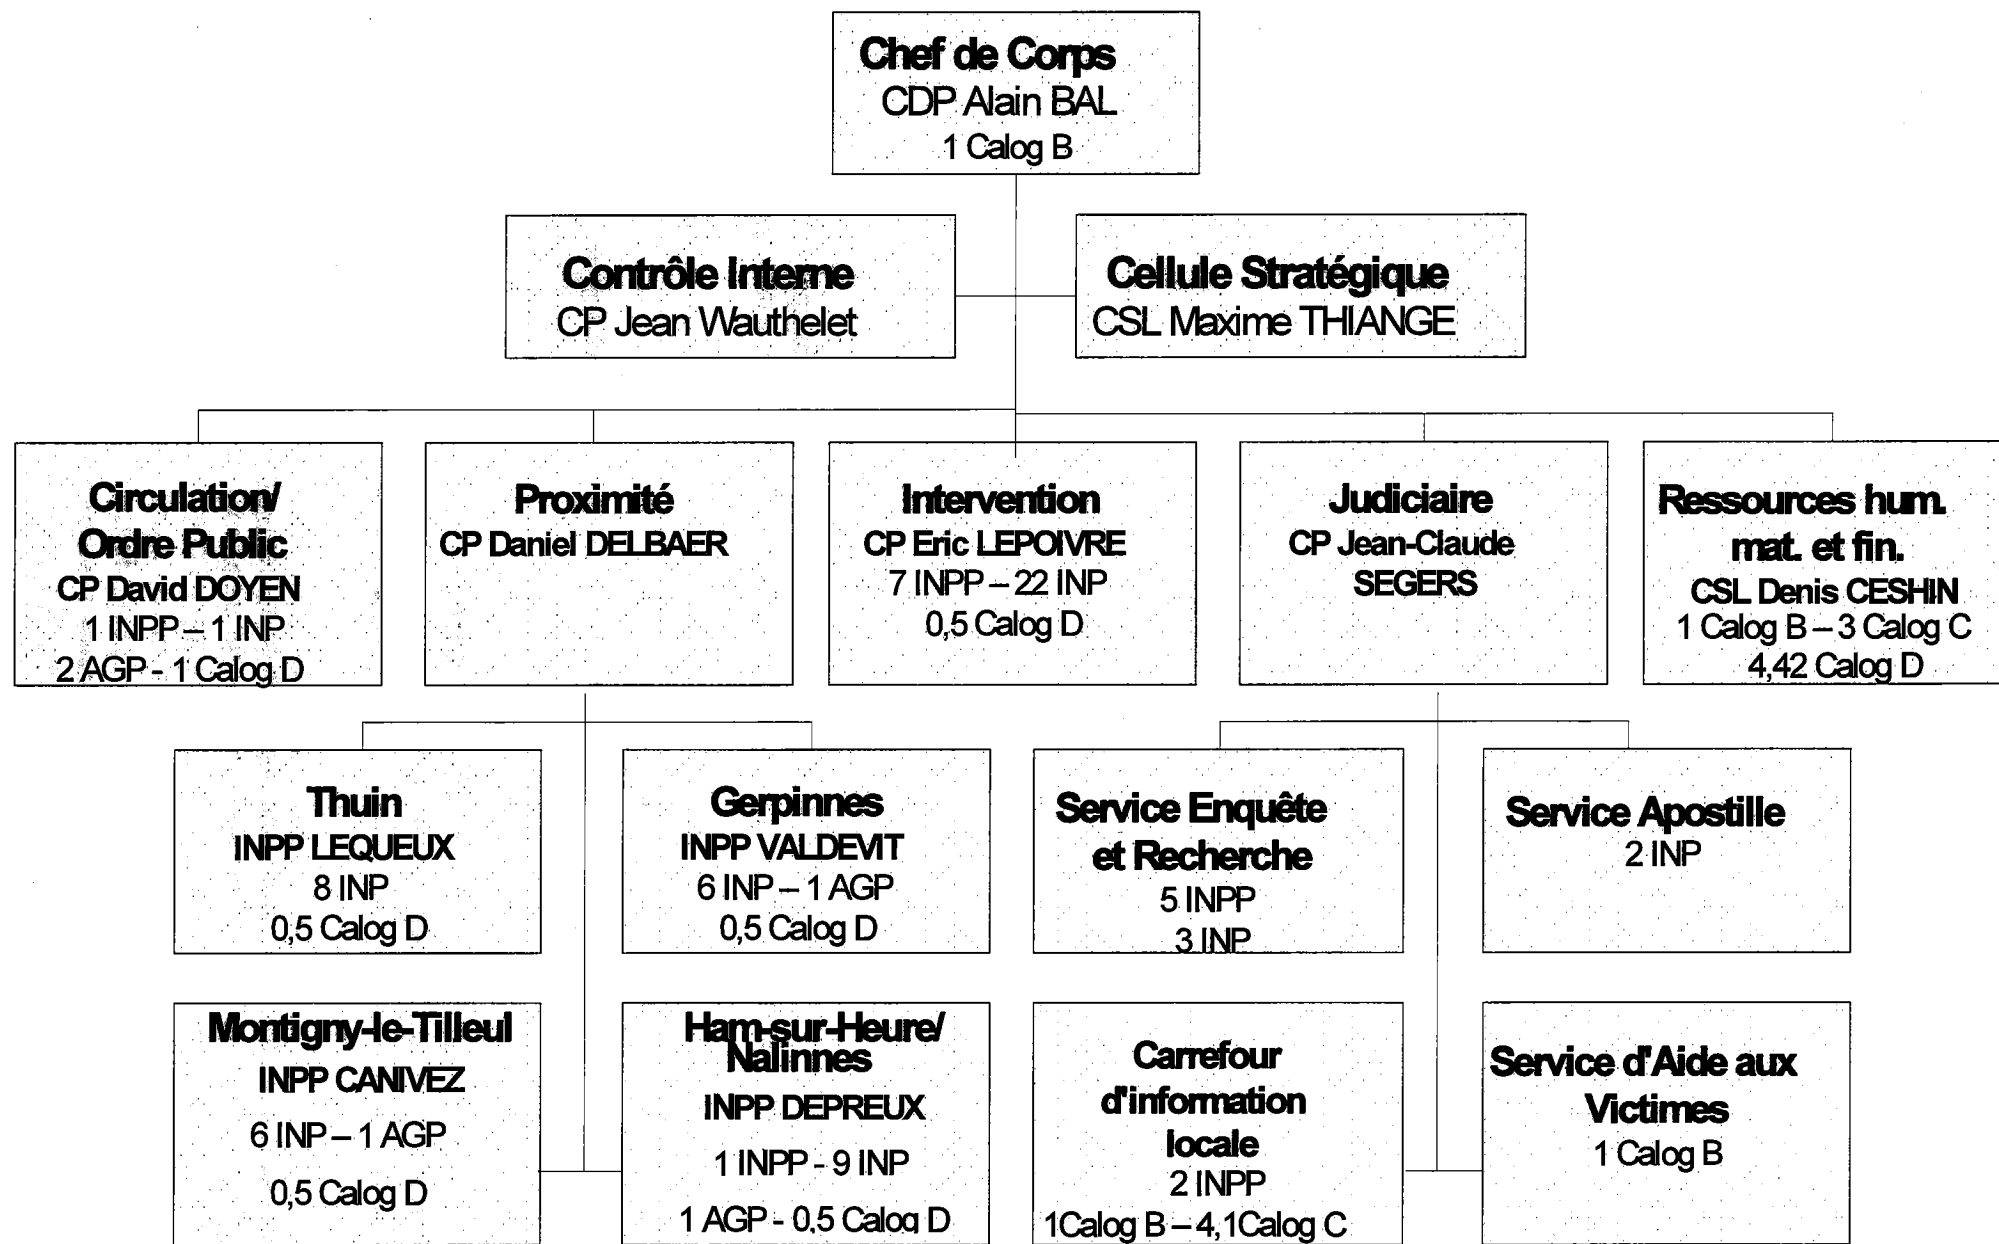 Chef de Corps
CDP Alain BAL
1 Calog B
Contrôle Interne
CP Jean Wauthelet
Cellule Stratégique
CSL Maxime THIANGE
Circulation/
Ordre Public
CP David DOYEN
1 INPP – 1 INP
2 AGP - 1 Calog D
Proximité
CP Daniel DELBAER
Intervention
CP Eric LEPOIVRE
7 INPP – 22 INP
0,5 Calog D
Judiciaire
CP Jean-Claude
SEGERS
Ressources hum.
mat. et fin.
CSL Denis CESHIN
1 Calog B – 3 Calog C
4,42 Calog D
Thuin
INPP LEQUEUX
8 INP
0,5 Calog D
Gerpinnes
INPP VALDEVIT
6 INP – 1 AGP
0,5 Calog D
Service Enquête
et Recherche
5 INPP
3 INP
Service Apostille
2 INP
Montigny-le-Tilleul
INPP CANIVEZ
6 INP – 1 AGP
0,5 Calog D
Ham-sur-Heure/
Nalinnes
INPP DEPREUX
1 INPP - 9 INP
1 AGP - 0,5 Calog D
Carrefour
d'information
locale
2 INPP
1Calog B – 4,1Calog C
Service d'Aide aux
Victimes
1 Calog B